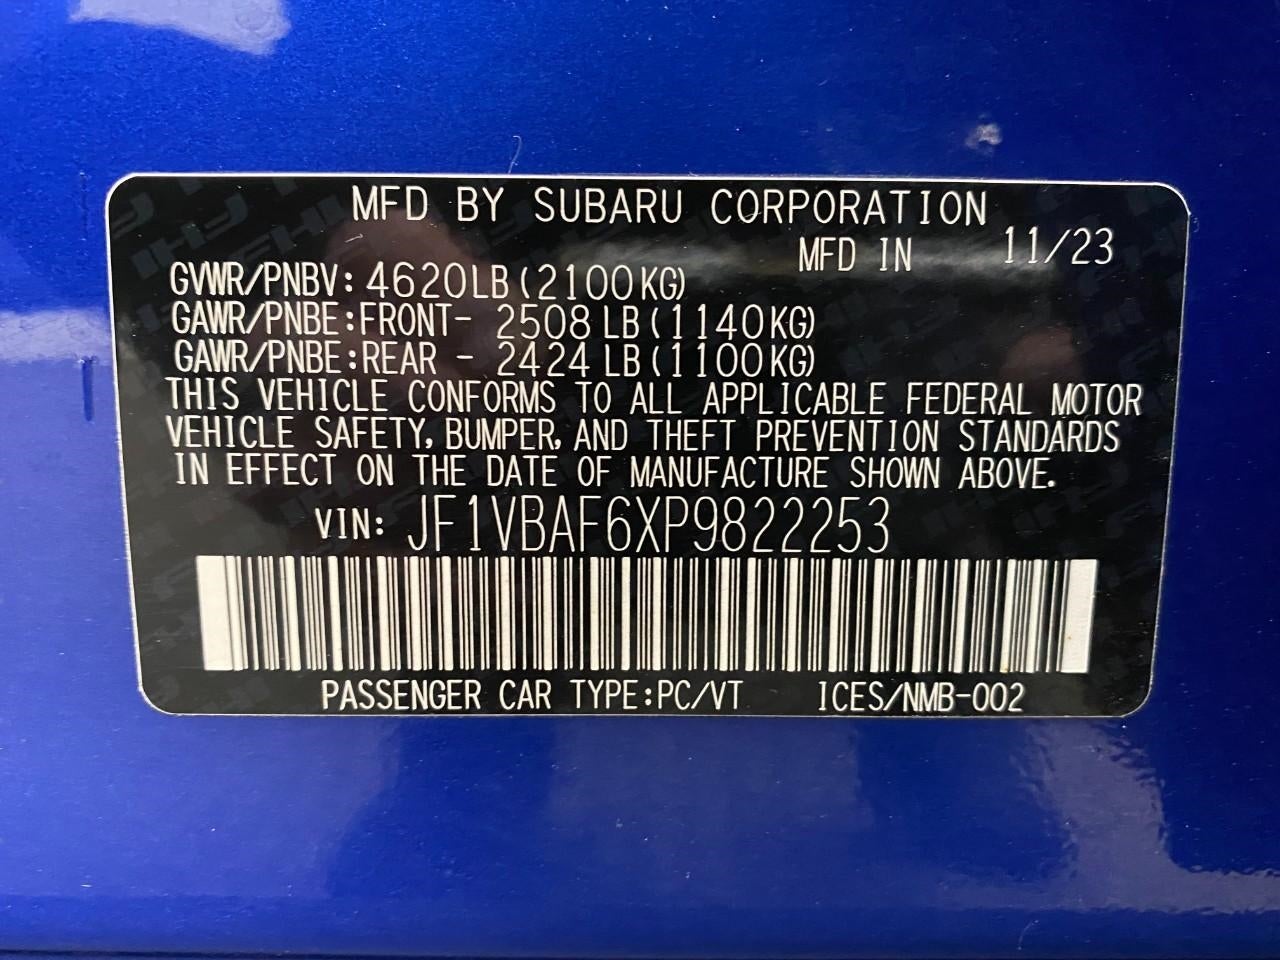 MFD BY SUBARU CORPORATION
MFD IN 11/23
GVWR/PNBV: 4620LB(2100KG)
GAWR/PNBE:FRONT- 2508 LB(1140KG)
GAWR/PNBE:REAR - 2424 LB(1100KG)
THIS VEHICLE CONFORMS TO ALL APPLICABLE FEDERAL MOTOR
VEHICLE SAFETY, BUMPER, AND THEFT PREVENTION STANDARDS
IN EFFECT ON THE DATE OF MANUFACTURE SHOWN ABOVE.
VIN: JF1VBAF6XP9822253
PASSENGER CAR TYPE:PC/VT ICES/NMB-002